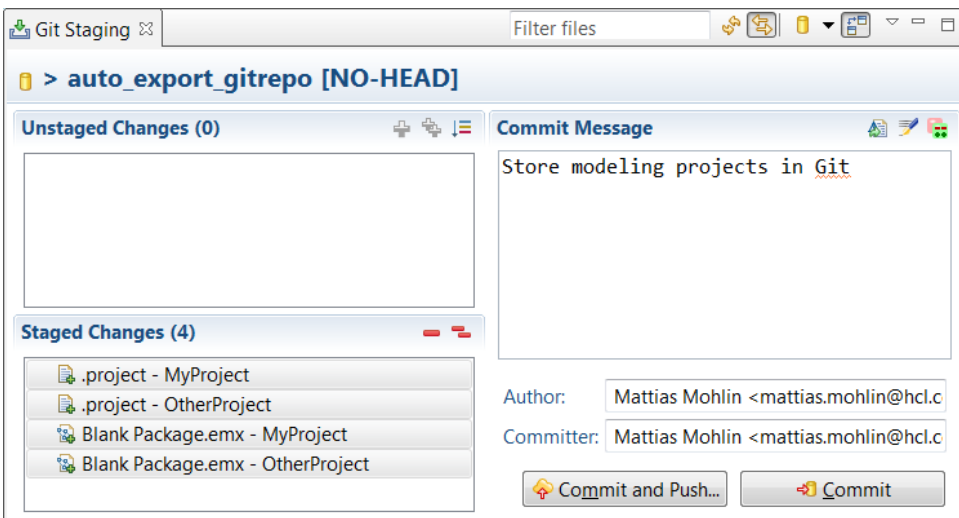 Git Staging
Filter files
> auto_export_gitrepo [NO-HEAD]
Unstaged Changes (0)
Commit Message
Store modeling projects in Git
Staged Changes (4)
.project - MyProject
.project - OtherProject
Blank Package.emx - MyProject
Blank Package.emx - OtherProject
Author: Mattias Mohlin <mattias.mohlin@hcl.c
Committer: Mattias Mohlin <mattias.mohlin@hcl.c
Commit and Push...
Commit